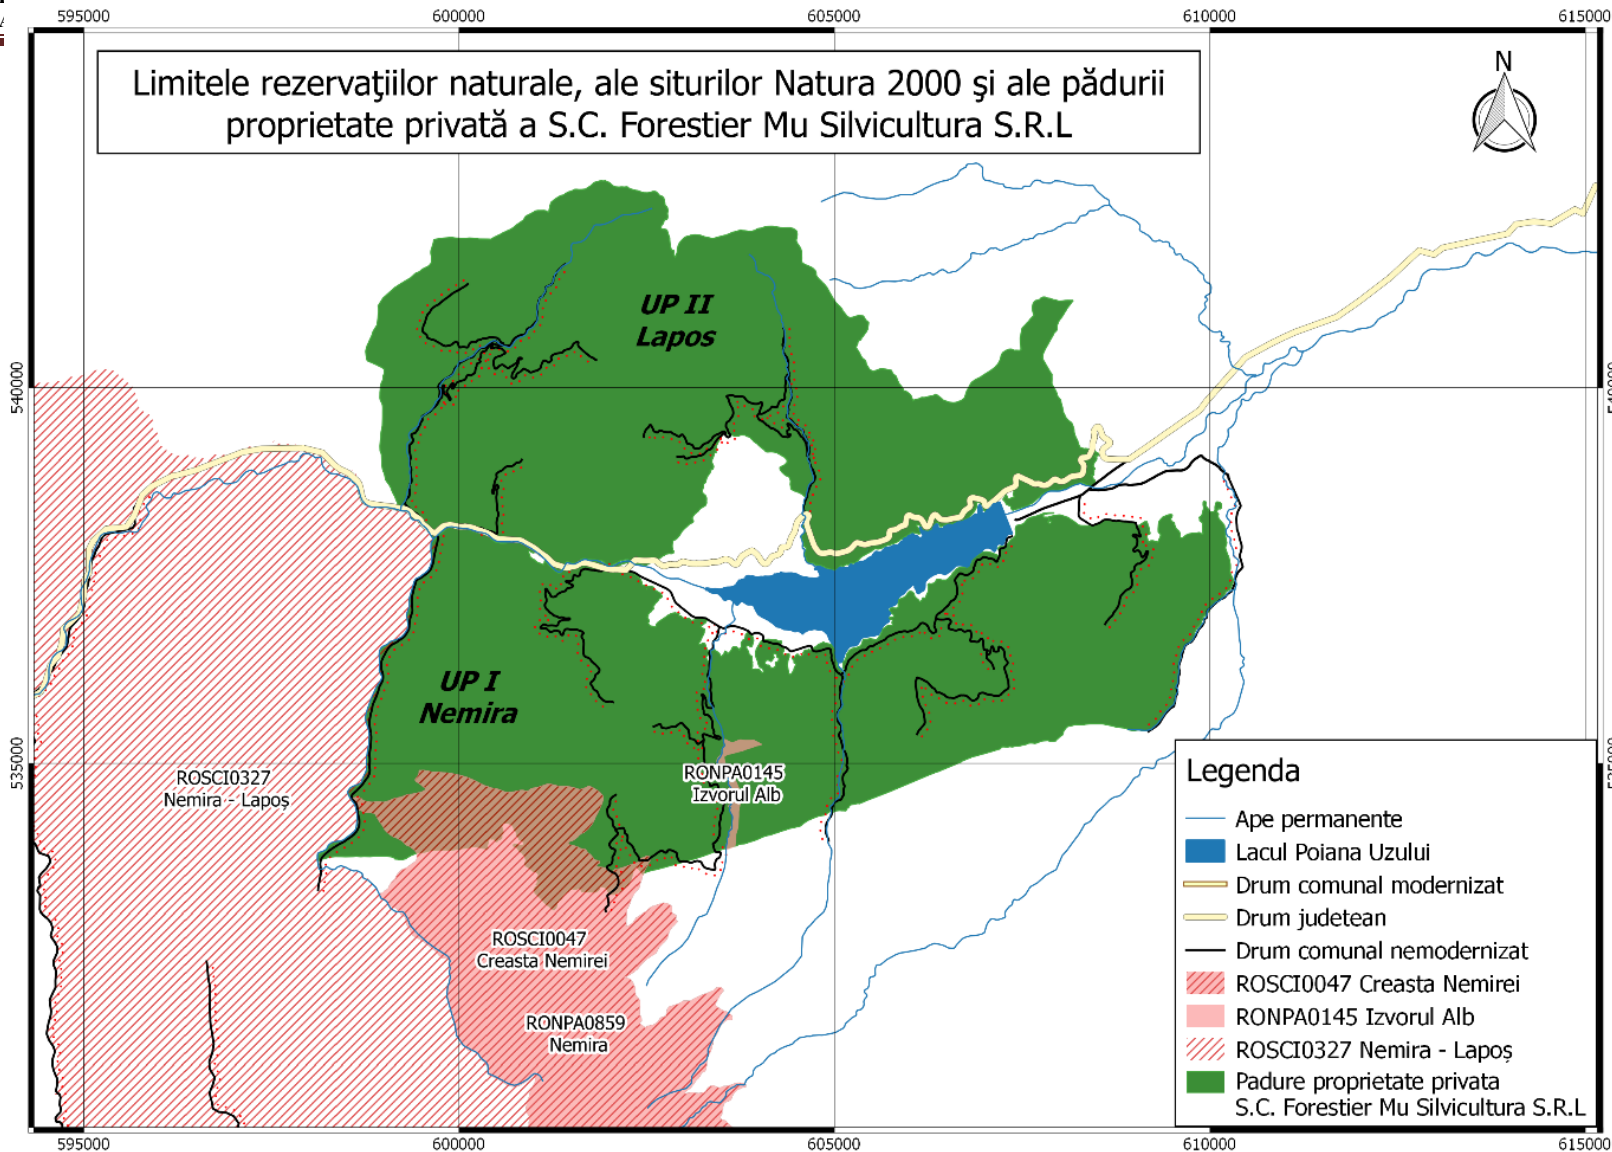 595000
600000
605000
610000
615000
Limitele rezervaţiilor naturale, ale siturilor Natura 2000 şi ale pădurii
proprietate privată a S.C. Forestier Mu Silvicultura S.R.L
N
UP II
Lapos
540000
UP I
Nemira
535000
ROSCI0327
Nemira - Lapoș
RONPA0145
Izvorul Alb
ROSCI0047
Creasta Nemirei
RONPA0859
Nemira
Legenda
Ape permanente
Lacul Poiana Uzului
Drum comunal modernizat
Drum judetean
Drum comunal nemodernizat
ROSCI0047 Creasta Nemirei
RONPA0145 Izvorul Alb
ROSCI0327 Nemira - Lapoș
Padure proprietate privata
S.C. Forestier Mu Silvicultura S.R.L
595000
600000
605000
610000
615000